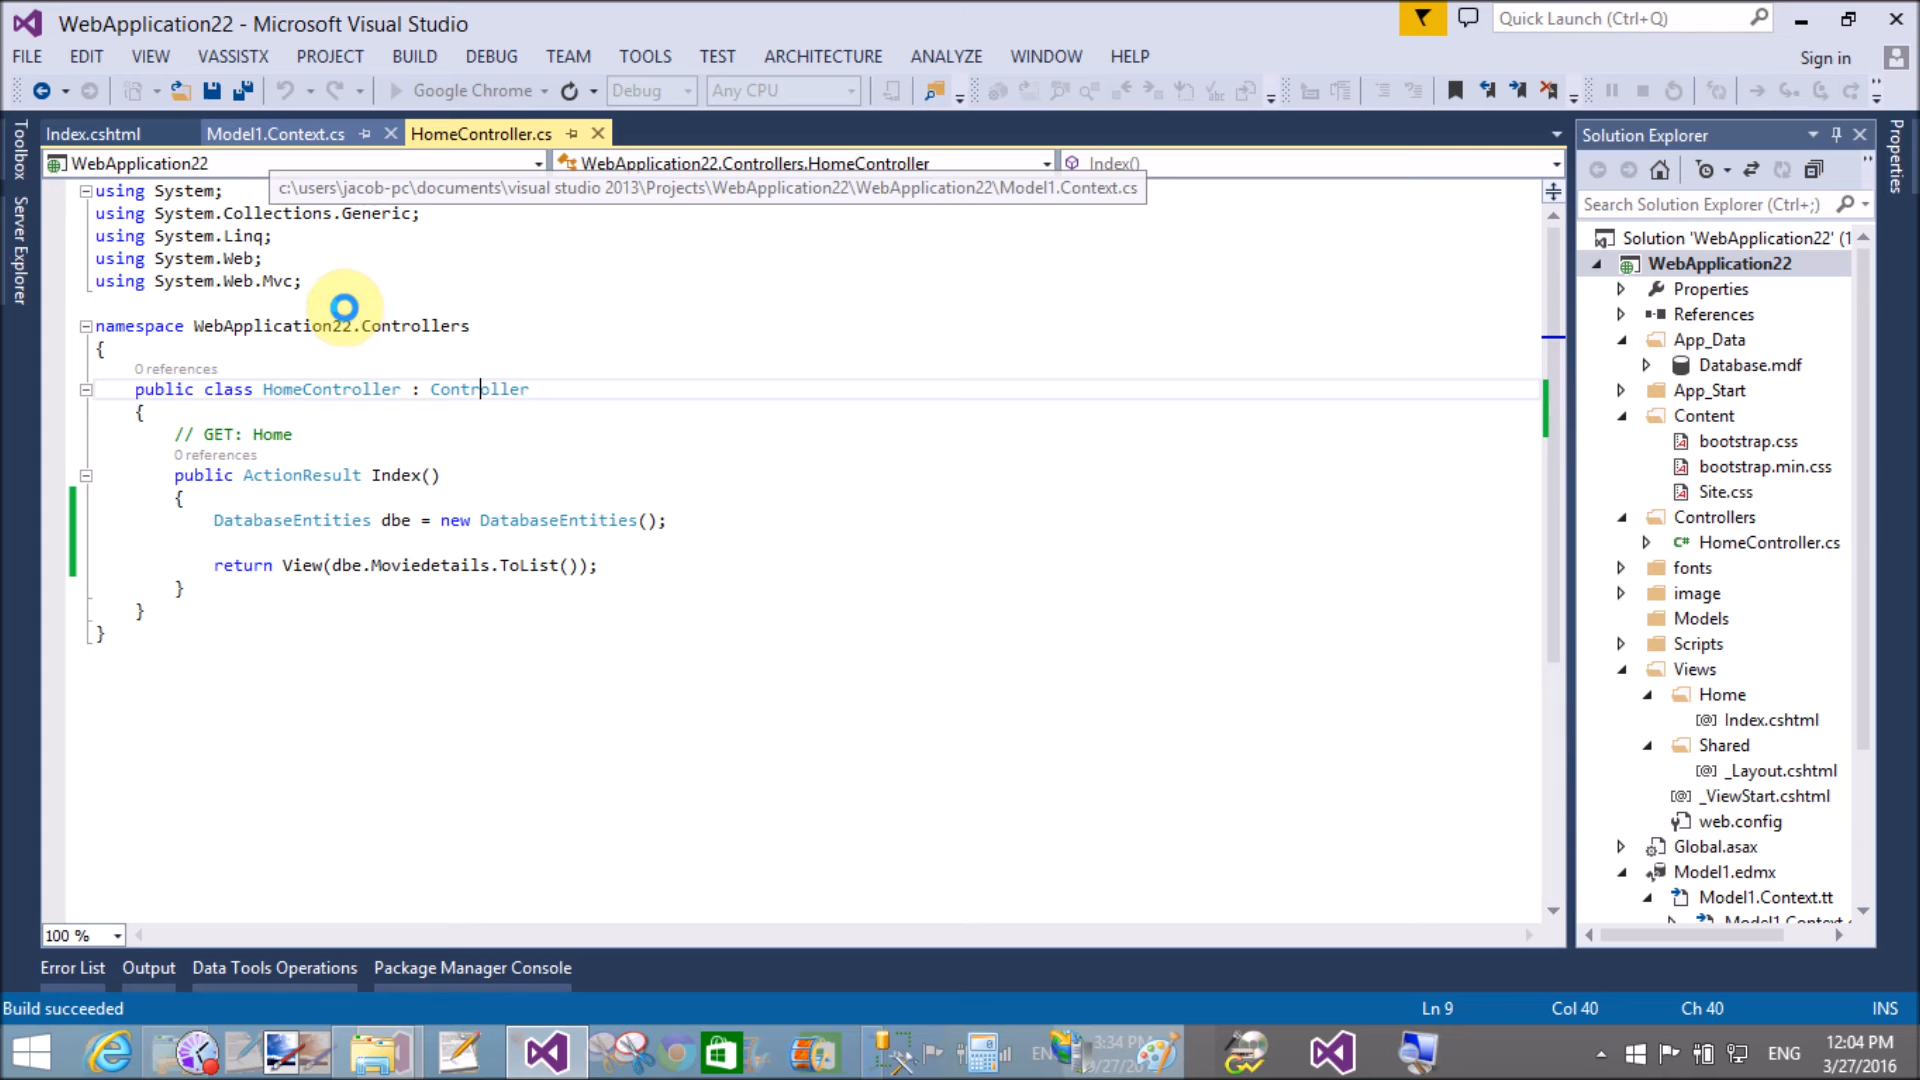 WebApplication22 - Microsoft Visual Studio
Quick Launch (Ctrl+Q)
FILE EDIT VIEW VASSISTX PROJECT BUILD DEBUG TEAM TOOLS TEST ARCHITECTURE ANALYZE WINDOW HELP
Sign in
Google Chrome Debug Any CPU
Toolbox
Server Explorer
Index.cshtml Model1.Context.cs HomeController.cs
WebApplication22 WebApplication22.Controllers.HomeController Index()
c:\users\jacob-pc\documents\visual studio 2013\Projects\WebApplication22\WebApplication22\Model1.Context.cs
using System;
using System.Collections.Generic;
using System.Linq;
using System.Web;
using System.Web.Mvc;
namespace WebApplication22.Controllers
{
0 references
public class HomeController : Controller
{
// GET: Home
0 references
public ActionResult Index()
{
DatabaseEntities dbe = new DatabaseEntities();
return View(dbe.Moviedetails.ToList());
}
}
}
100 %
Solution Explorer
Search Solution Explorer (Ctrl+;)
Solution 'WebApplication22' (1
WebApplication22
Properties
References
App_Data
Database.mdf
App_Start
Content
bootstrap.css
bootstrap.min.css
Site.css
Controllers
C# HomeController.cs
fonts
image
Models
Scripts
Views
Home
[@] Index.cshtml
Shared
[@] _Layout.cshtml
[@] _ViewStart.cshtml
web.config
Global.asax
Model1.edmx
Model1.Context.tt
Model1.Context.
Properties
Error List Output Data Tools Operations Package Manager Console
Build succeeded
Ln 9 Col 40 Ch 40 INS
EN 3:34 PM
/27/2016
ENG
12:04 PM
3/27/2016